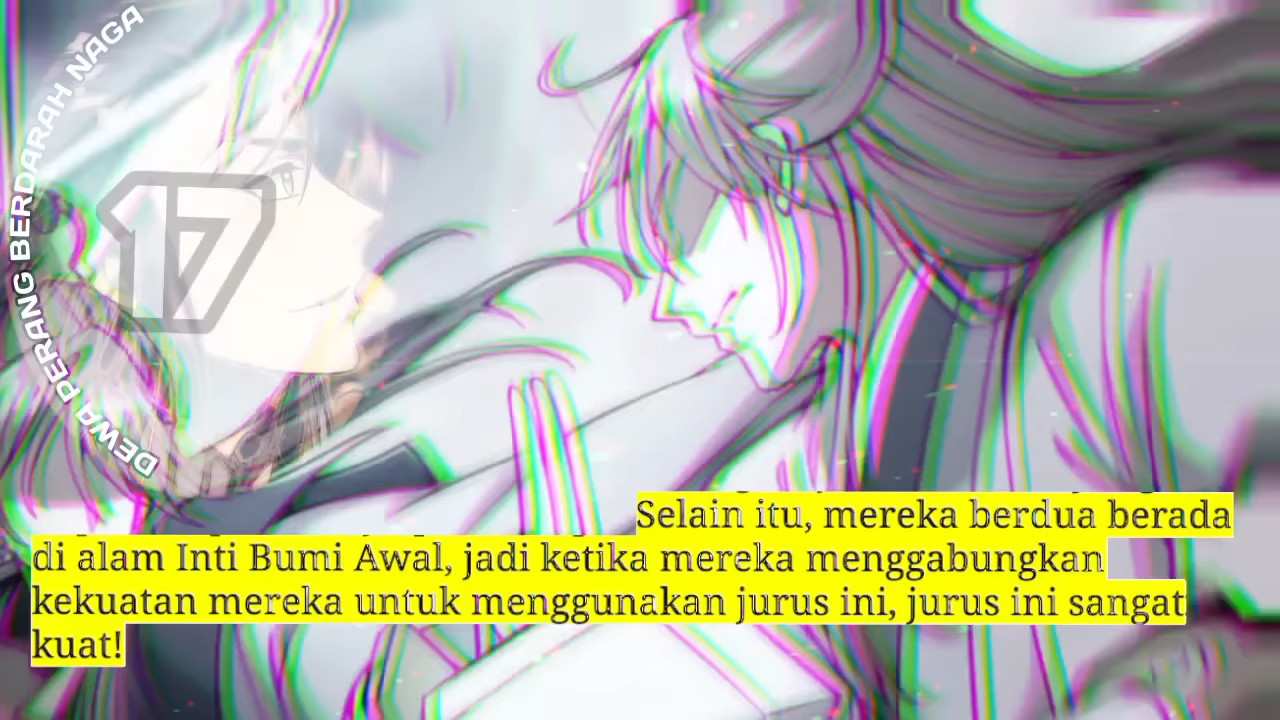 DEWA PERANG BERDARAH NAGA
17
Selain itu, mereka berdua berada
di alam Inti Bumi Awal, jadi ketika mereka menggabungkan
kekuatan mereka untuk menggunakan jurus ini, jurus ini sangat
kuat!